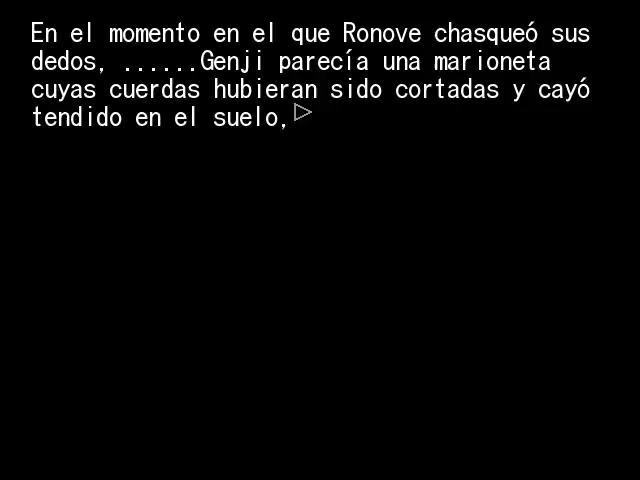 En el momento en el que Ronove chasqueó sus
dedos, ......Genji parecía una marioneta
cuyas cuerdas hubieran sido cortadas y cayó
tendido en el suelo,